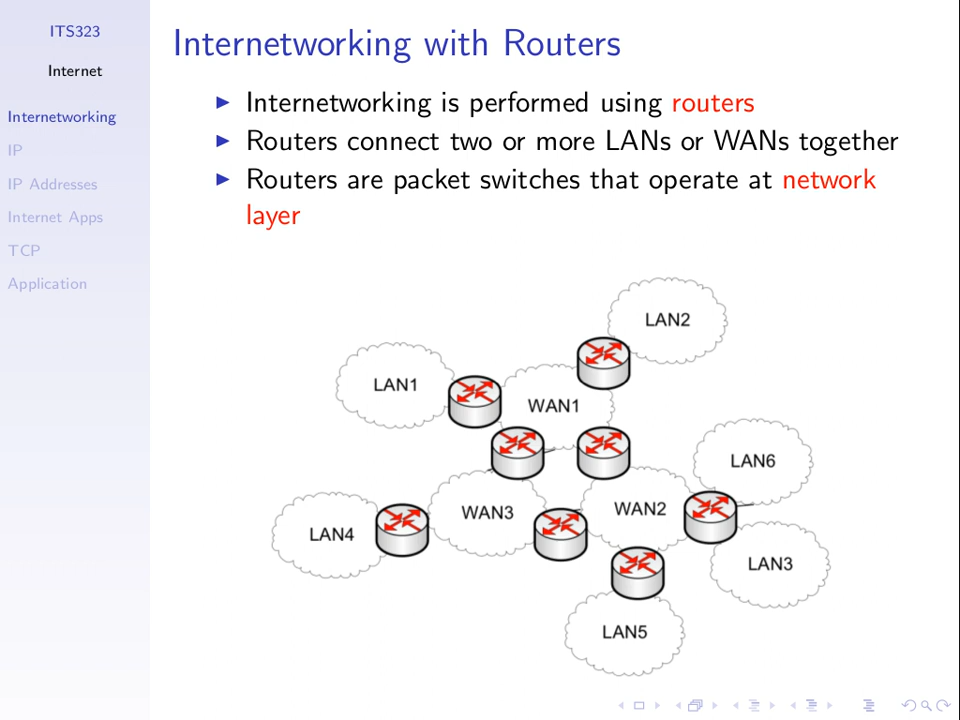 ITS323
Internet
Internetworking
IP
IP Addresses
Internet Apps
TCP
Application
Internetworking with Routers
Internetworking is performed using routers
Routers connect two or more LANs or WANs together
Routers are packet switches that operate at network
layer
LAN2
LAN1
WAN1
LAN6
WAN3
WAN2
LAN4
LAN3
LAN5